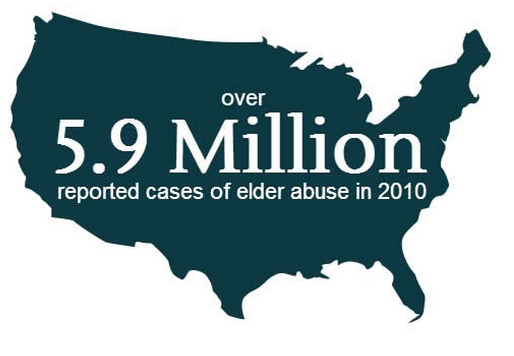 over
5.9 Million
reported cases of elder abuse in 2010